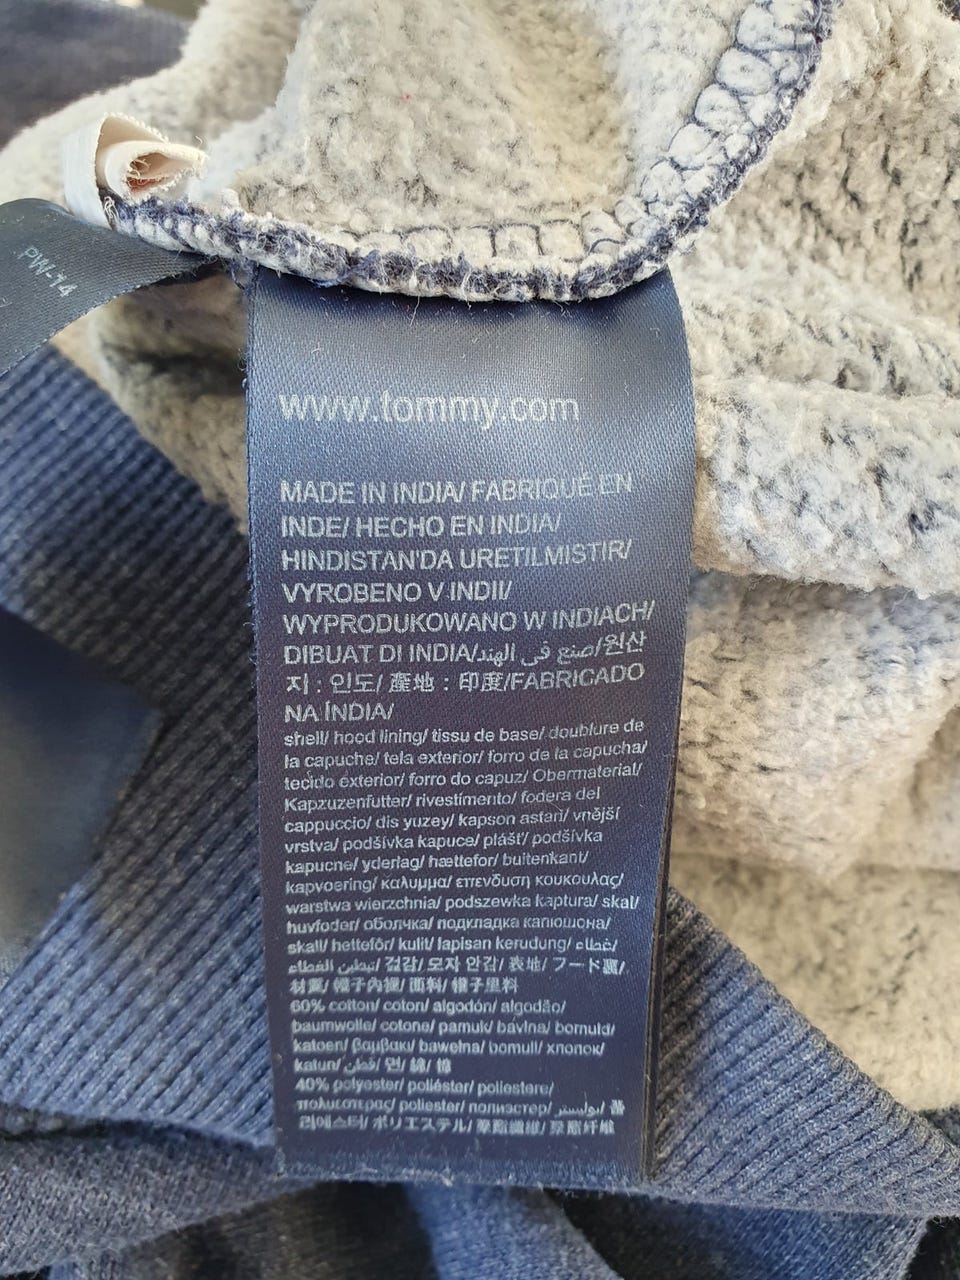 PW-14
www.tommy.com
MADE IN INDIA/ FABRIQUÉ EN
INDE/ HECHO EN INDIA/
HINDISTAN'DA URETILMISTIR/
VYROBENO V INDII/
WYPRODUKOWANO W INDIACH/
DIBUAT DI INDIA/صنع في الهند/원산
지 : 인도/ 產地 : 印度/FABRICADO
NA ÍNDIA/
shell/ hood lining/ tissu de base/ doublure de
la capuche/ tela exterior/ forro de la capucha/
tecido exterior/ forro do capuz/ Obermaterial/
Kapzuzenfutter/ rivestimento/ fodera del
cappuccio/ dis yuzey/ kapson astari/ vnější
vrstva/ podšívka kapuce/ plášť/ podšívka
kapucne/ yderlag/ hættefor/ buitenkant/
kapvoering/ καλυμμα/ επενδυση κουκουλας/
warstwa wierzchnia/ podszewka kaptura/ skal/
huvfoder/ оболчка/ подкладка капюшона/
skall/ hettefôr/ kulit/ lapisan kerudung/ غطاء/
تبطين الغطاء/ 겉감/ 모자 안감/ 表地/ フード裏/
材質/ 帽子內裡/ 面料/ 帽子里料
60% cotton/ coton/ algodón/ algodão/
baumwolle/ cotone/ pamuk/ bavlna/ bomuld/
katoen/ βαμβακι/ bawełna/ bomull/ хлопок/
katun/ قطن/ 면/ 綿/ 棉
40% polyester/ poliéster/ poliestere/
πολυεστερας/ poliester/ полиэстер/ بوليستر/ 폴
리에스터/ ポリエステル/ 聚酯纖維/ 聚酯纤维